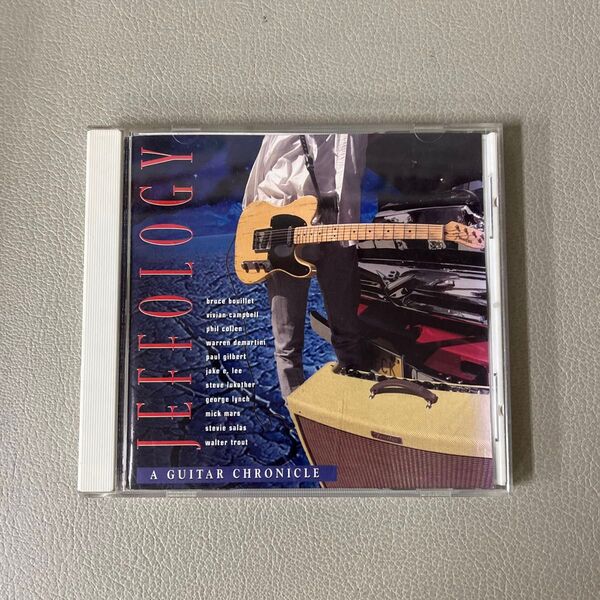 JEFFOLOGY
bruce bouillet
vivian campbell
phil collen
warren demartini
paul gilbert
jake e. lee
steve lukather
george lynch
mick mars
stevie salas
walter trout
A GUITAR CHRONICLE